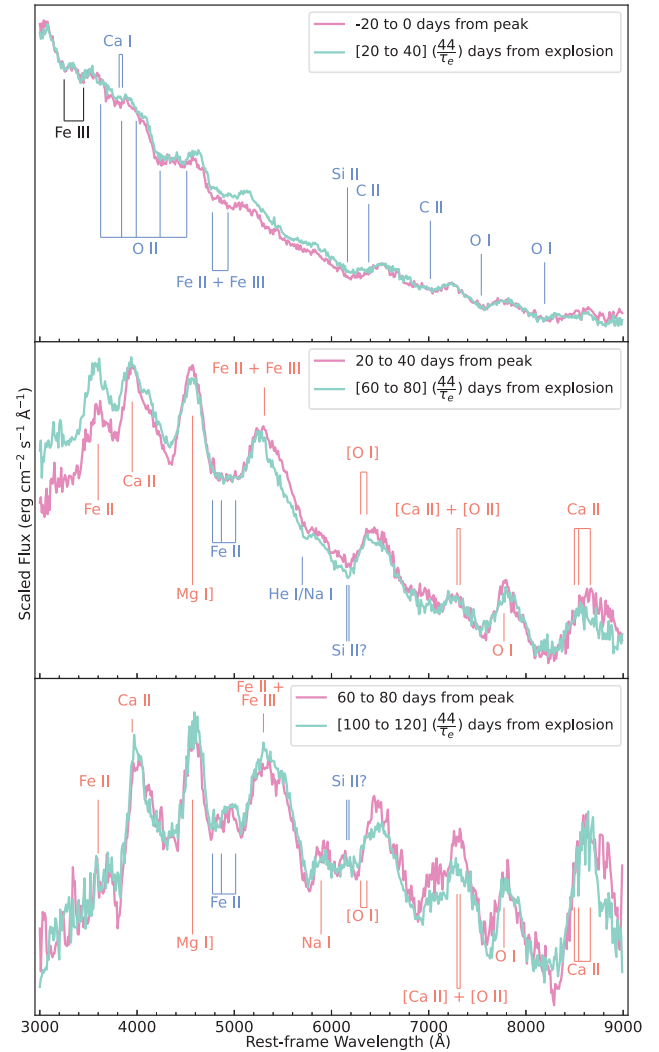 -20 to 0 days from peak
[20 to 40] (44/τe) days from explosion
Ca I
Fe III
O II
Fe II + Fe III
Si II
C II
C II
O I
O I
20 to 40 days from peak
[60 to 80] (44/τe) days from explosion
Fe II + Fe III
[O I]
[Ca II] + [O II]
Ca II
Ca II
Fe II
Fe II
Mg I]
He I/Na I
Si II?
O I
Scaled Flux (erg cm⁻² s⁻¹ Å⁻¹)
60 to 80 days from peak
[100 to 120] (44/τe) days from explosion
Fe II +
Fe III
Ca II
Fe II
Si II?
Fe II
Mg I]
Na I
[O I]
O I
[Ca II] + [O II]
Ca II
3000 4000 5000 6000 7000 8000 9000
Rest-frame Wavelength (Å)